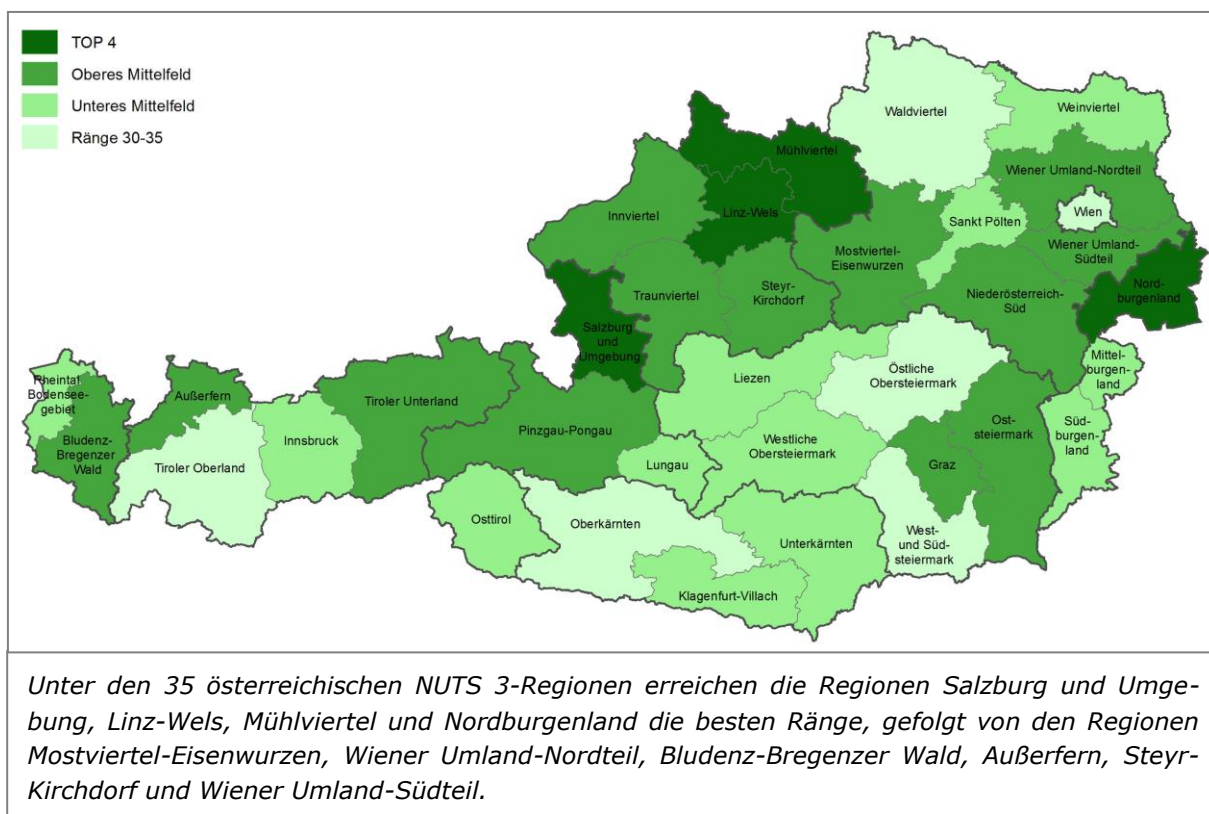 TOP 4
Oberes Mittelfeld
Unteres Mittelfeld
Ränge 30-35
Waldviertel
Weinviertel
Mühlviertel
Wiener Umland-Nordteil
Innviertel
Linz-Wels
Sankt Pölten
Wien
Mostviertel-
Eisenwurzen
Wiener Umland-
Südteil
Traunviertel
Steyr-
Kirchdorf
Niederösterreich-
Süd
Nord-
burgenland
Salzburg
und
Umgebung
Rheintal
Bodensee-
gebiet
Außerfern
Tiroler Unterland
Liezen
Östliche
Obersteiermark
Mittel-
burgen-
land
Bludenz-
Bregenzer
Wald
Innsbruck
Pinzgau-Pongau
Ost-
steiermark
Süd-
burgen-
land
Tiroler Oberland
Lungau
Westliche
Obersteiermark
Graz
Osttirol
Oberkärnten
Unterkärnten
West-
und Süd-
steiermark
Klagenfurt-Villach
Unter den 35 österreichischen NUTS 3-Regionen erreichen die Regionen Salzburg und Umge-
bung, Linz-Wels, Mühlviertel und Nordburgenland die besten Ränge, gefolgt von den Regionen
Mostviertel-Eisenwurzen, Wiener Umland-Nordteil, Bludenz-Bregenzer Wald, Außerfern, Steyr-
Kirchdorf und Wiener Umland-Südteil.